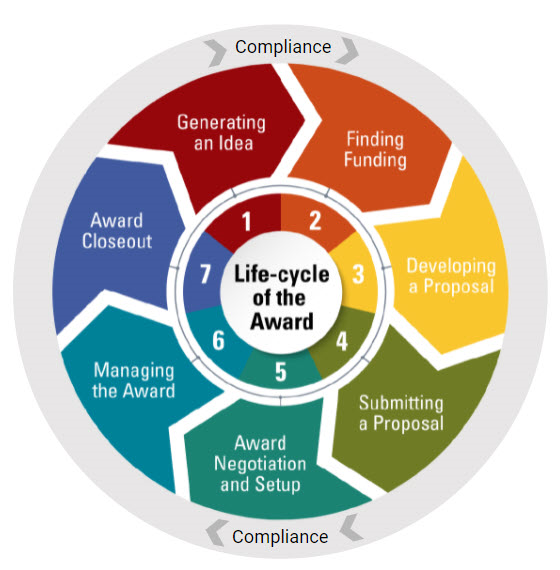 Compliance
Generating
an Idea
Finding
Funding
Developing
a Proposal
Submitting
a Proposal
Award
Negotiation
and Setup
Managing
the Award
Award
Closeout
1
2
3
4
5
6
7
Life-cycle
of the
Award
Compliance